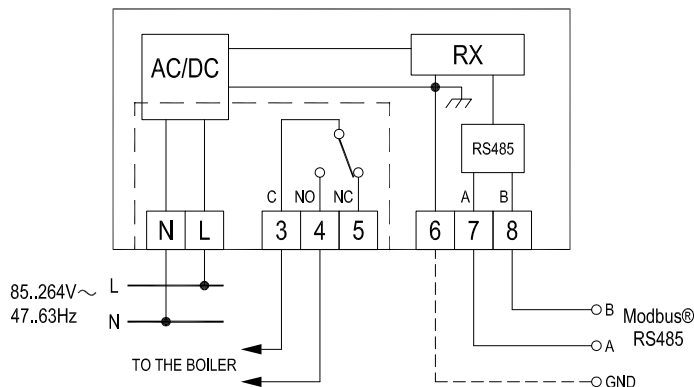 AC/DC
RX
RS485
C NO NC
A B
N L 3 4 5 6 7 8
85..264V~ L
47..63Hz N
TO THE BOILER
B
Modbus®
RS485
A
GND